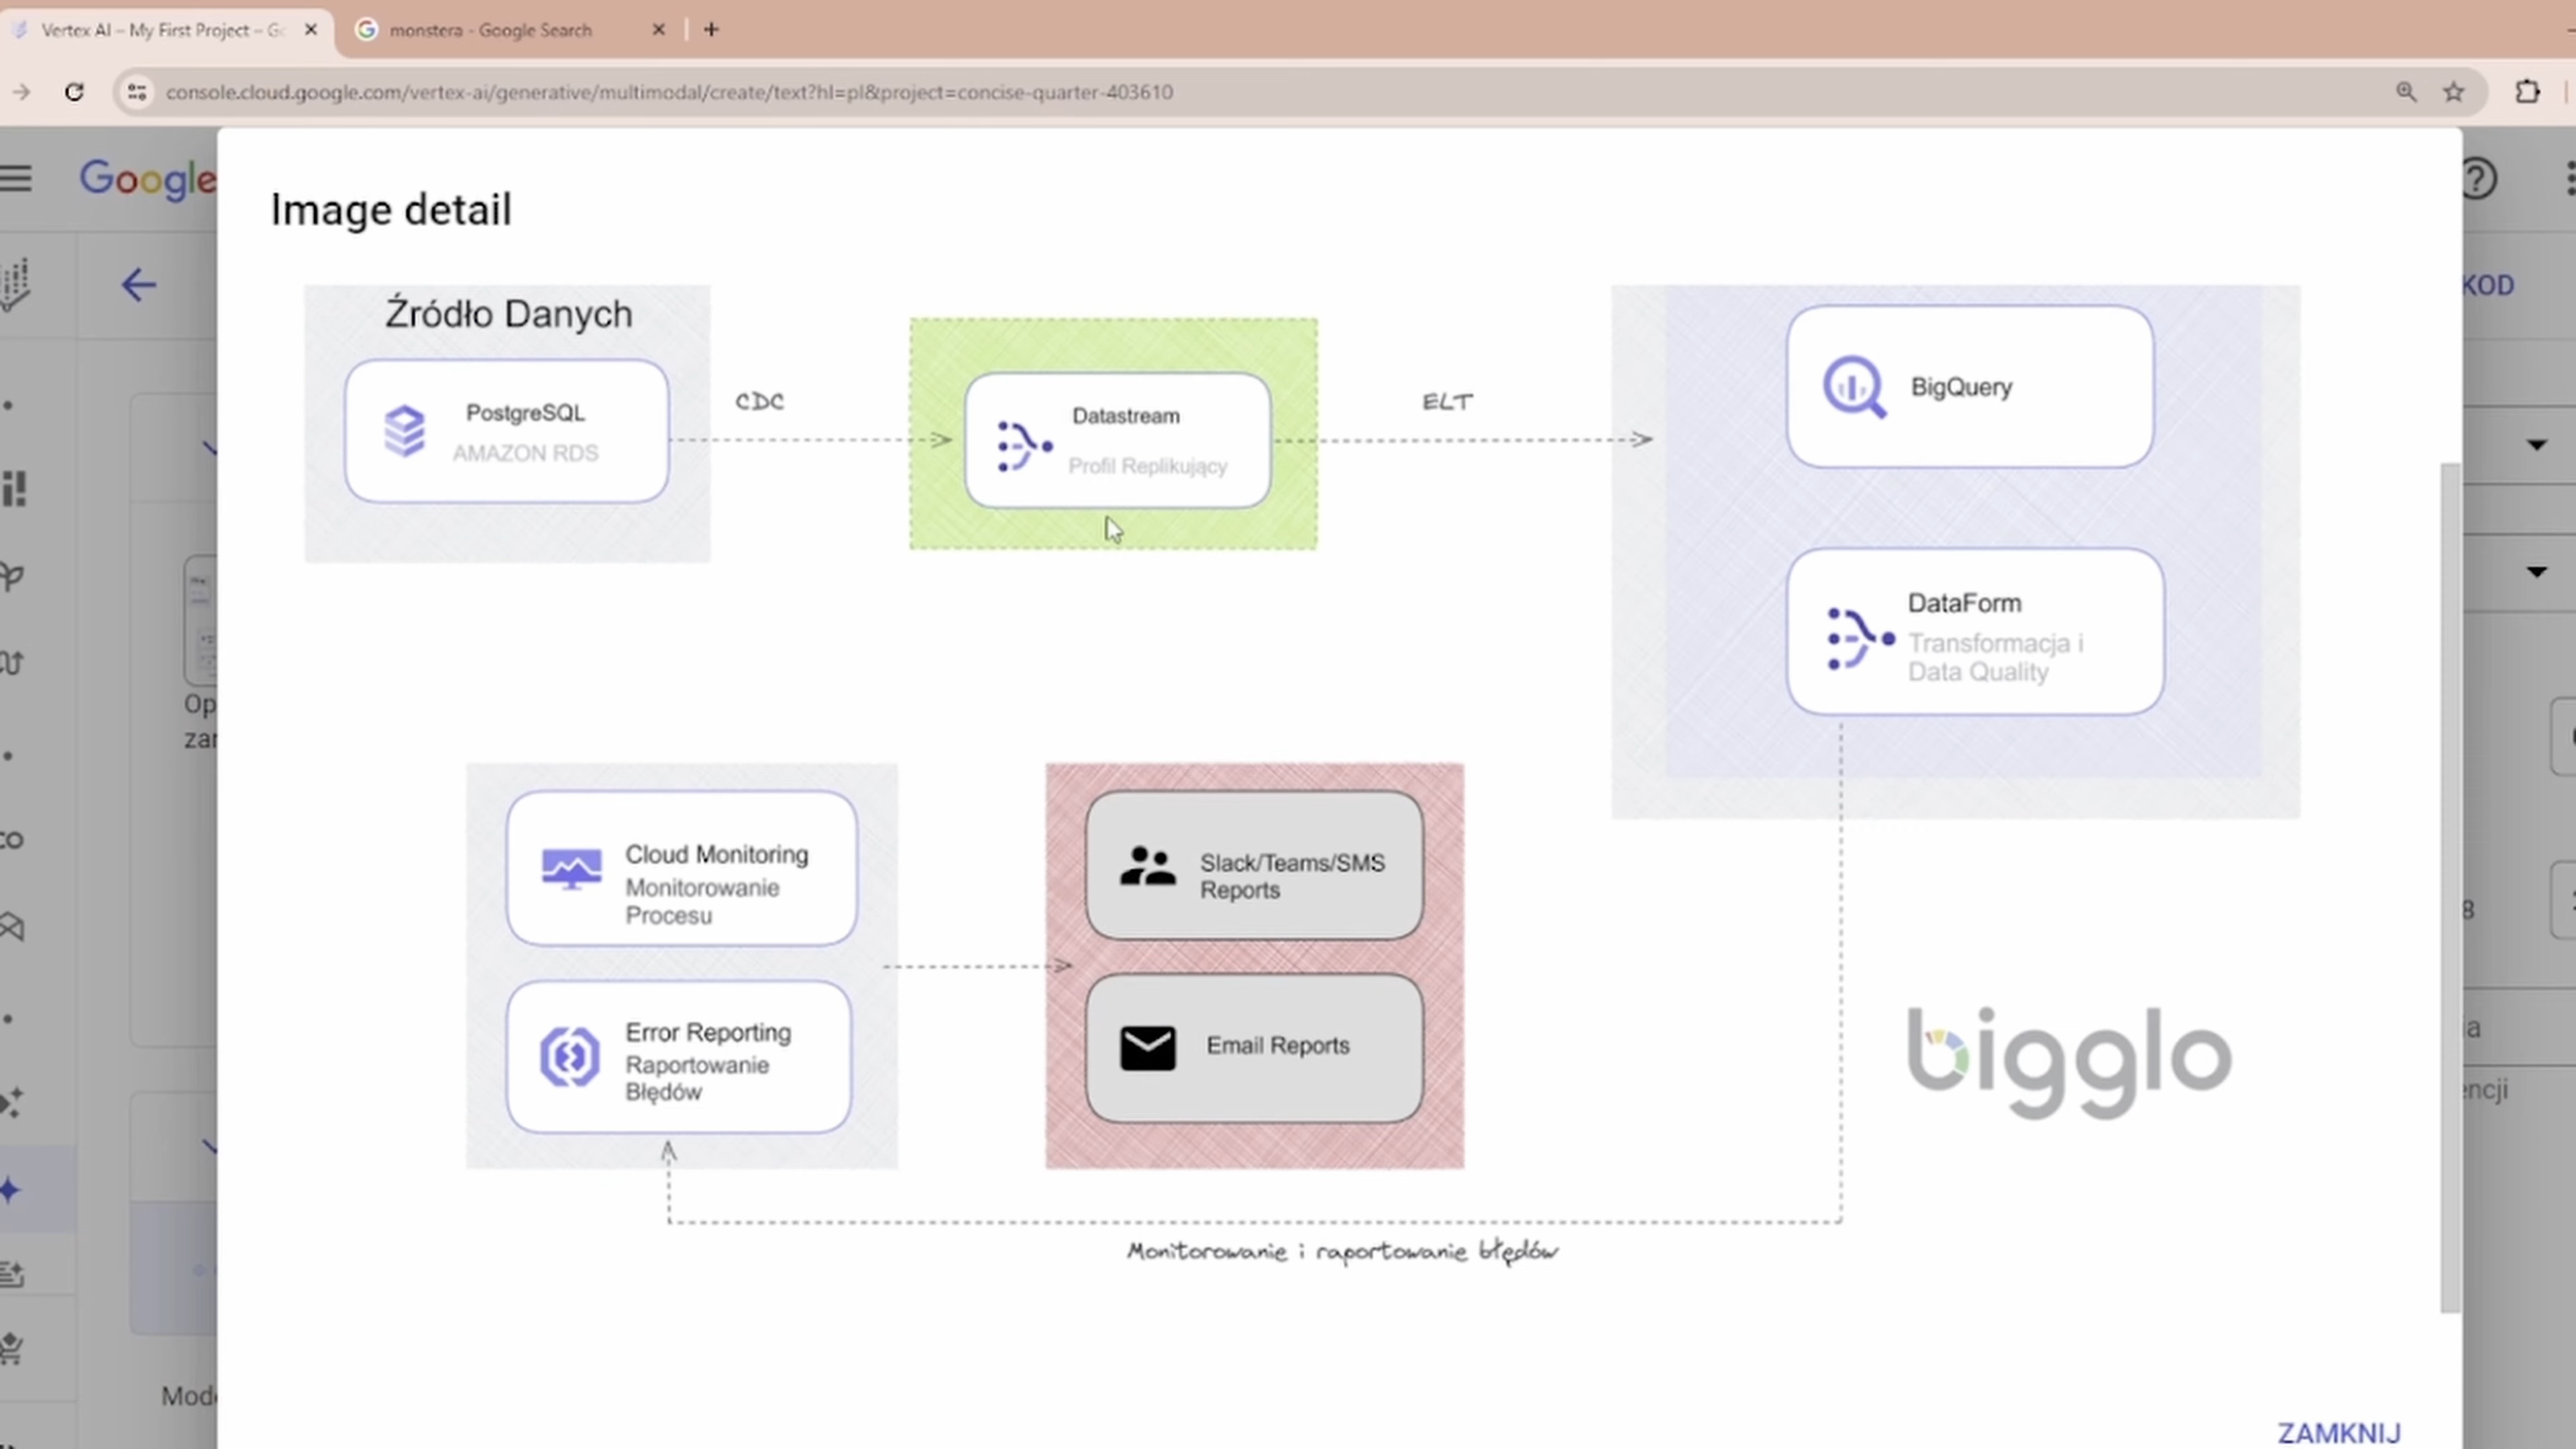 Vertex AI – My First Project – Go
monstera - Google Search
console.cloud.google.com/vertex-ai/generative/multimodal/create/text?hl=pl&project=concise-quarter-403610
Google
Image detail
KOD
Źródło Danych
PostgreSQL
AMAZON RDS
CDC
Datastream
Profil Replikujący
ELT
BigQuery
DataForm
Transformacja i
Data Quality
Cloud Monitoring
Monitorowanie
Procesu
Error Reporting
Raportowanie
Błędów
Slack/Teams/SMS
Reports
Email Reports
Monitorowanie i raportowanie błędów
bigglo
ZAMKNIJ